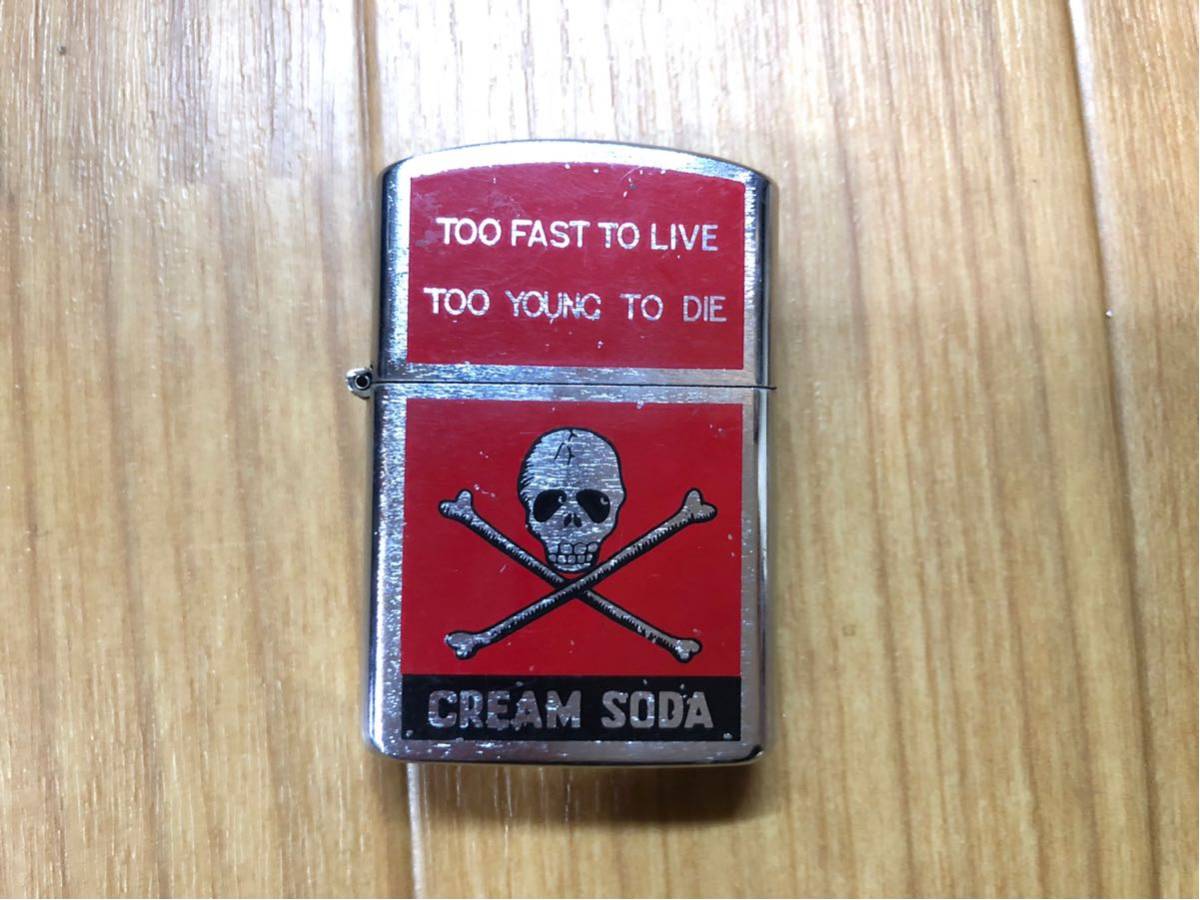 TOO FAST TO LIVE
TOO YOUNG TO DIE
CREAM SODA